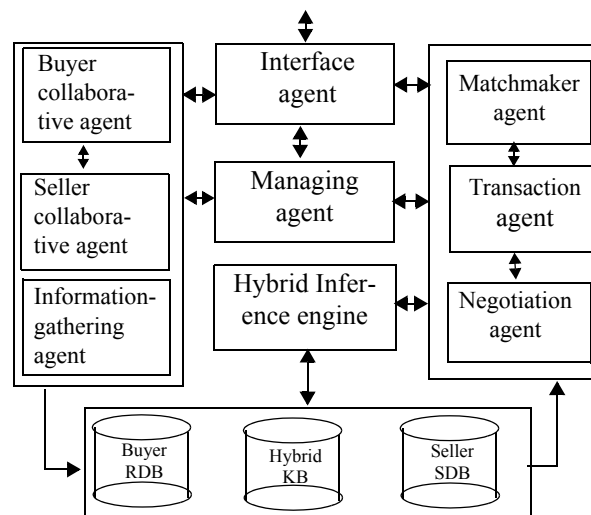 Buyer
collabora-
tive agent
Seller
collabora-
tive agent
Information-
gathering
agent
Interface
agent
Managing
agent
Hybrid Infer-
ence engine
Matchmaker
agent
Transaction
agent
Negotiation
agent
Buyer
RDB
Hybrid
KB
Seller
SDB